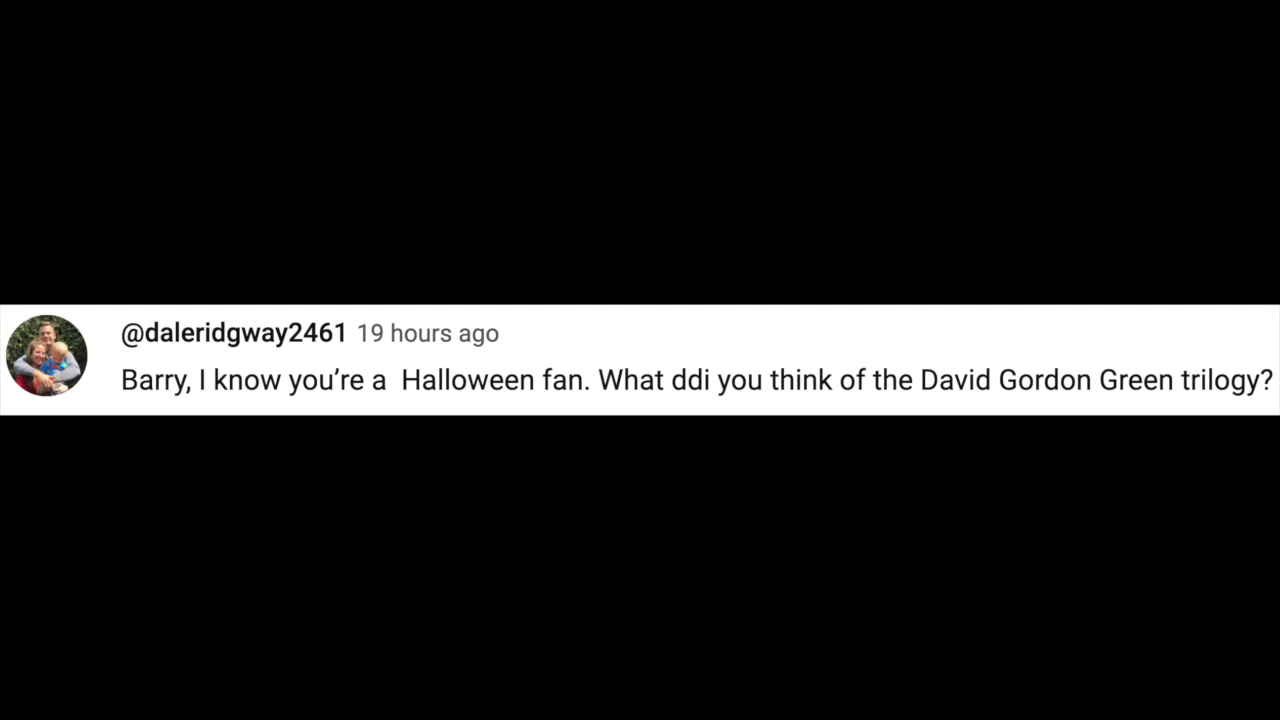 @daleridgway2461 19 hours ago
Barry, I know you’re a  Halloween fan. What ddi you think of the David Gordon Green trilogy?